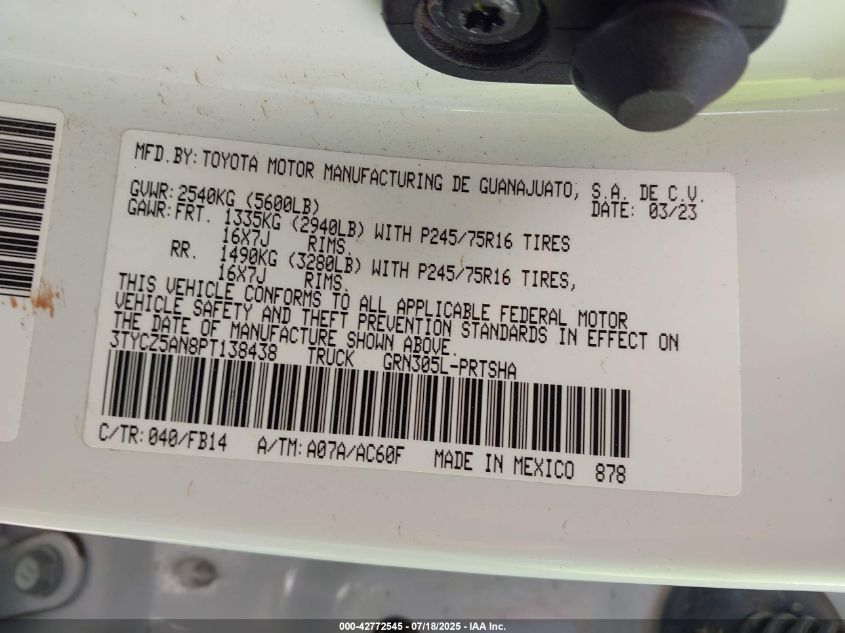 MFD.BY:TOYOTA MOTOR MANUFACTURING DE GUANAJUATO, S.A. DE C.V.
GVWR:2540KG (5600LB) DATE: 03/23
GAWR:FRT. 1335KG (2940LB) WITH P245/75R16 TIRES
16X7J RIMS.
RR. 1490KG (3280LB) WITH P245/75R16 TIRES,
16X7J RIMS.
THIS VEHICLE CONFORMS TO ALL APPLICABLE FEDERAL MOTOR
VEHICLE SAFETY AND THEFT PREVENTION STANDARDS IN EFFECT ON
THE DATE OF MANUFACTURE SHOWN ABOVE.
3TYCZ5AN8PT138438 TRUCK GRN305L-PRTSHA
C/TR:040/FB14 A/TM:A07A/AC60F MADE IN MEXICO 878
000-42772545 - 07/18/2025 - IAA Inc.